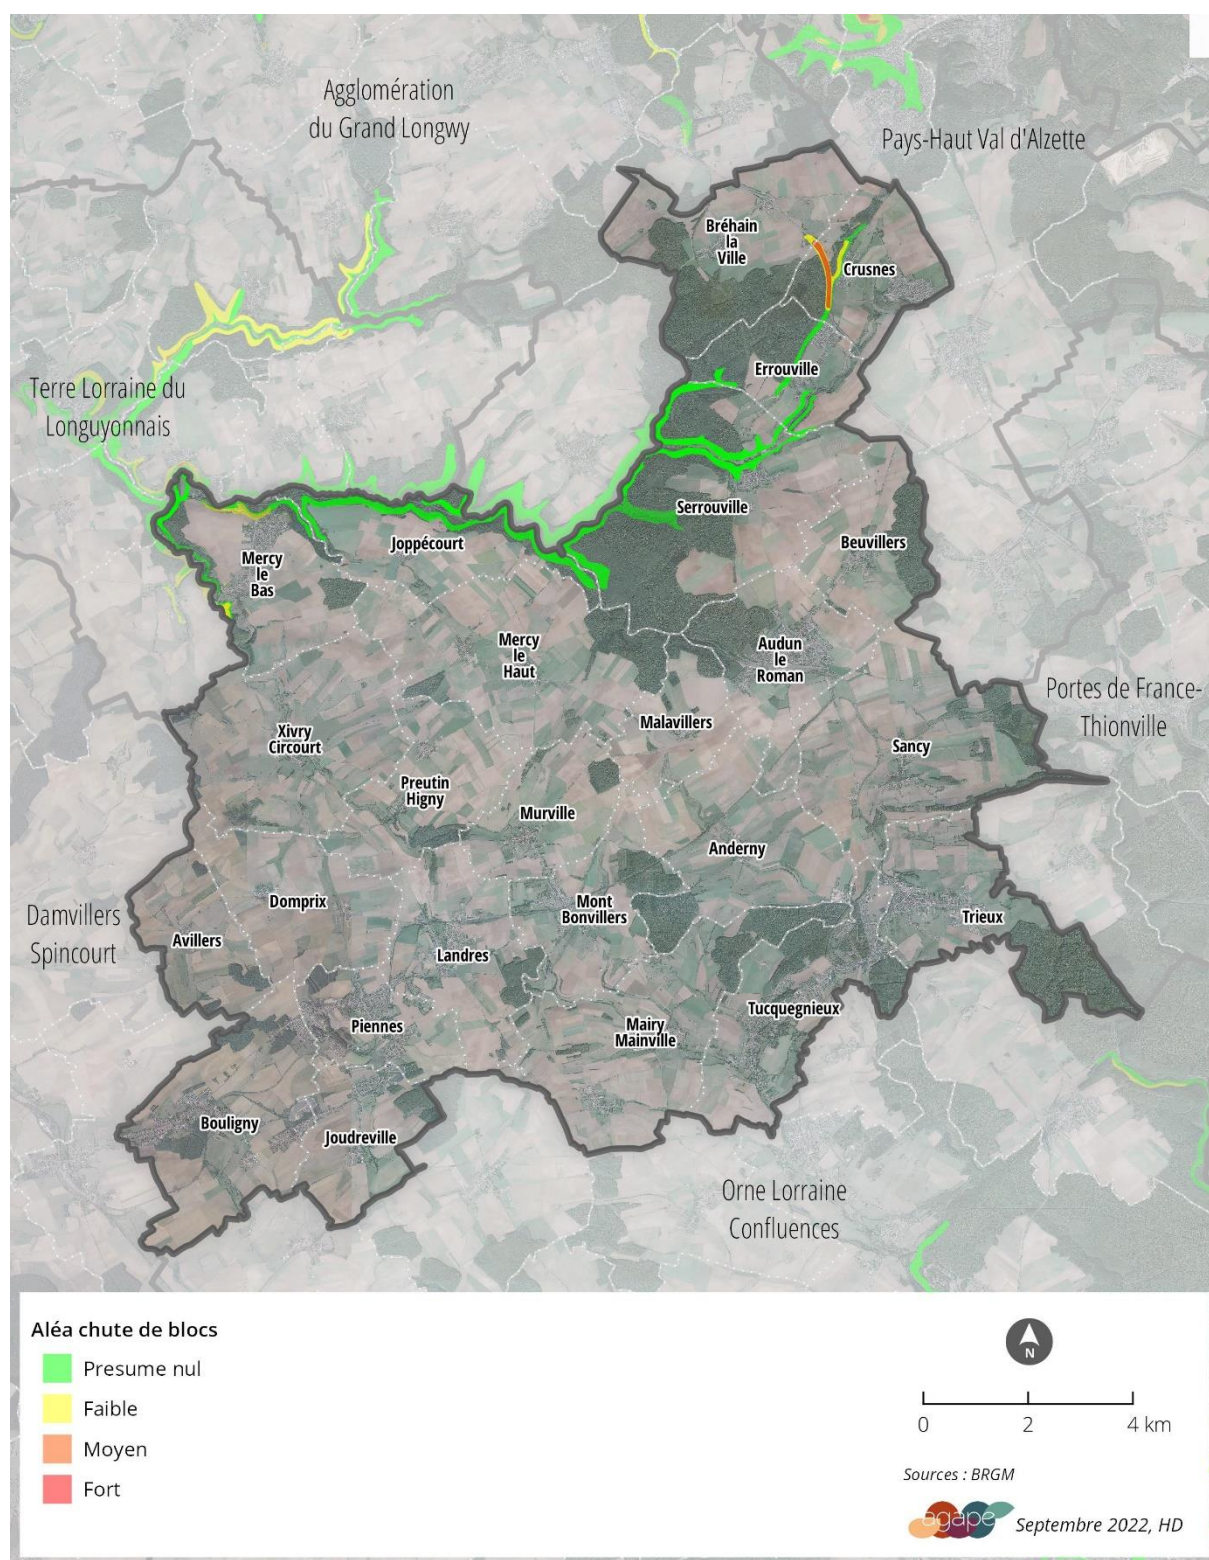 Agglomération
du Grand Longwy
Pays-Haut Val d'Alzette
Bréhain
la
Ville
Crusnes
Errouville
Terre Lorraine du
Longuyonnais
Serrouville
Beuvillers
Joppécourt
Mercy
le
Bas
Mercy
le
Haut
Audun
le
Roman
Portes de France-
Thionville
Malavillers
Xivry
Circourt
Sancy
Preutin
Higny
Murville
Anderny
Domprix
Mont
Bonvillers
Trieux
Damvillers
Spincourt
Avillers
Landres
Tucquegnieux
Piennes
Mairy
Mainville
Bouligny
Joudreville
Orne Lorraine
Confluences
Aléa chute de blocs
Presume nul
Faible
Moyen
Fort
N
0 2 4 km
Sources : BRGM
agape
Septembre 2022, HD